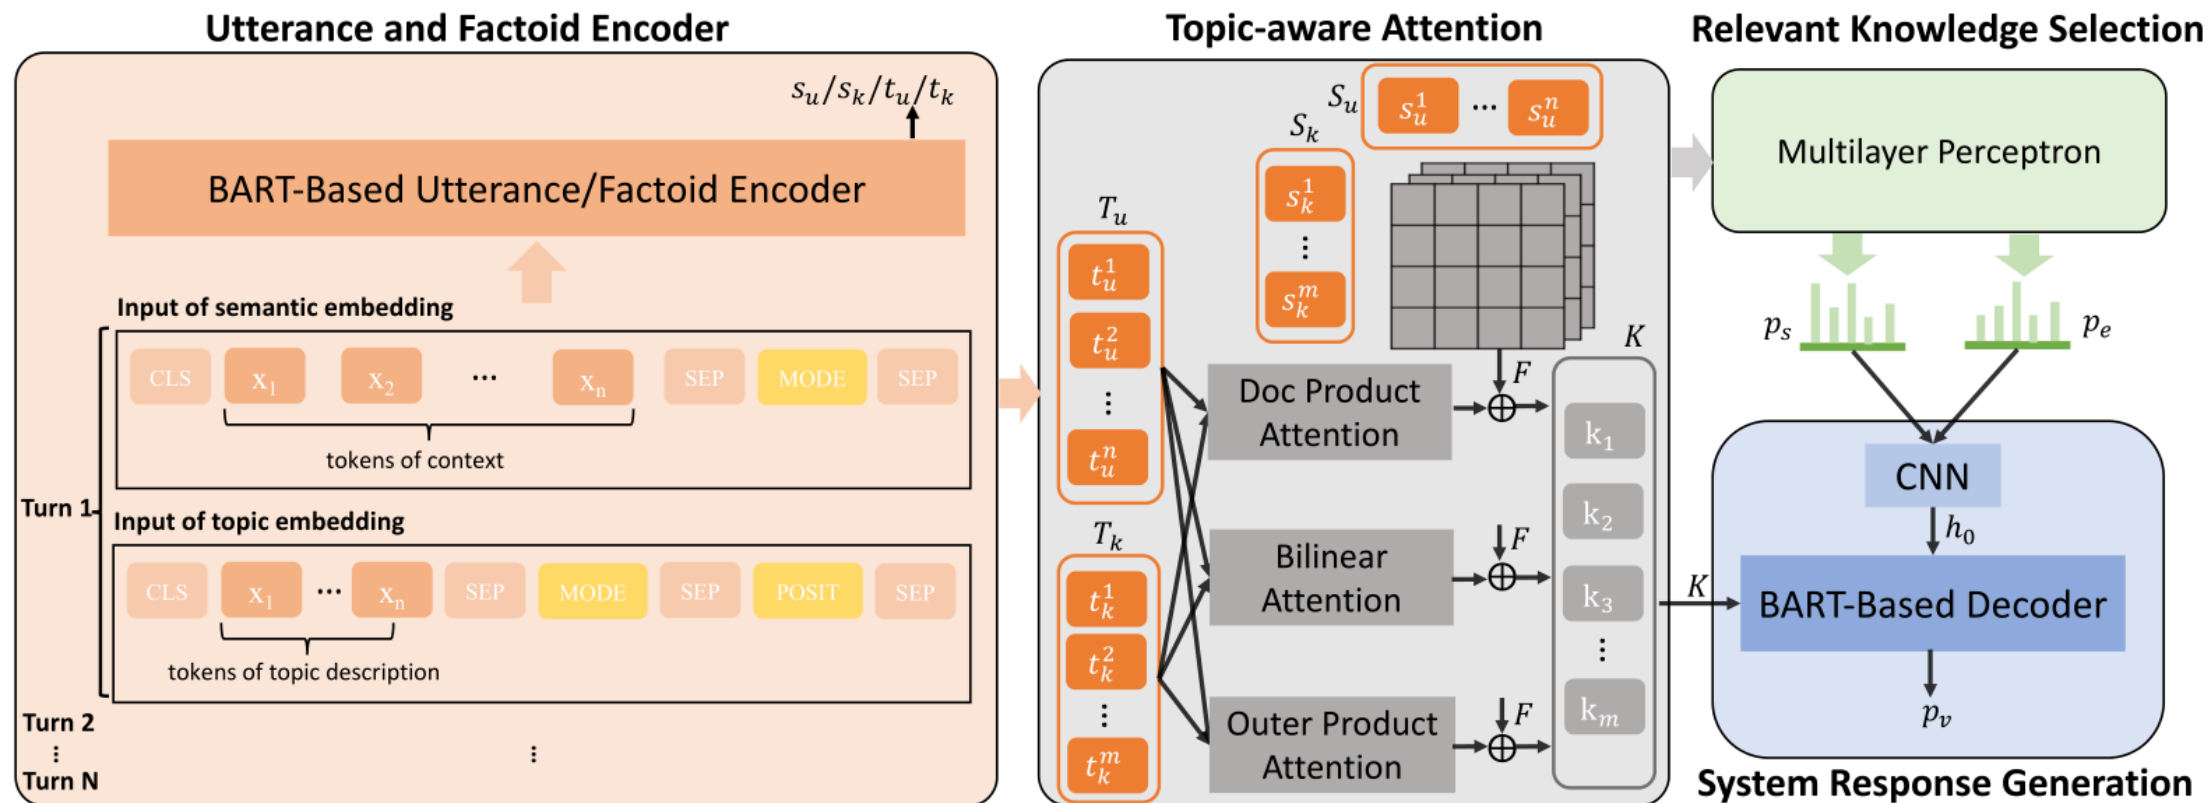 Utterance and Factoid Encoder
s_u/s_k/t_u/t_k
BART-Based Utterance/Factoid Encoder
Input of semantic embedding
CLS x_1 x_2 ... x_n SEP MODE SEP
tokens of context
Turn 1
Input of topic embedding
CLS x_1 ... x_n SEP MODE SEP POSIT SEP
tokens of topic description
Turn 2
⋮ ⋮
Turn N
Topic-aware Attention
S_u s_u^1 ... s_u^n
S_k
s_k^1
⋮
s_k^m
T_u
t_u^1
t_u^2
⋮
t_u^n
T_k
t_k^1
t_k^2
⋮
t_k^m
Doc Product
Attention
⊕ F
Bilinear
Attention
⊕ F
Outer Product
Attention
⊕ F
K
k_1
k_2
k_3
⋮
k_m
Relevant Knowledge Selection
Multilayer Perceptron
p_s p_e
CNN
h_0
K
BART-Based Decoder
p_v
System Response Generation